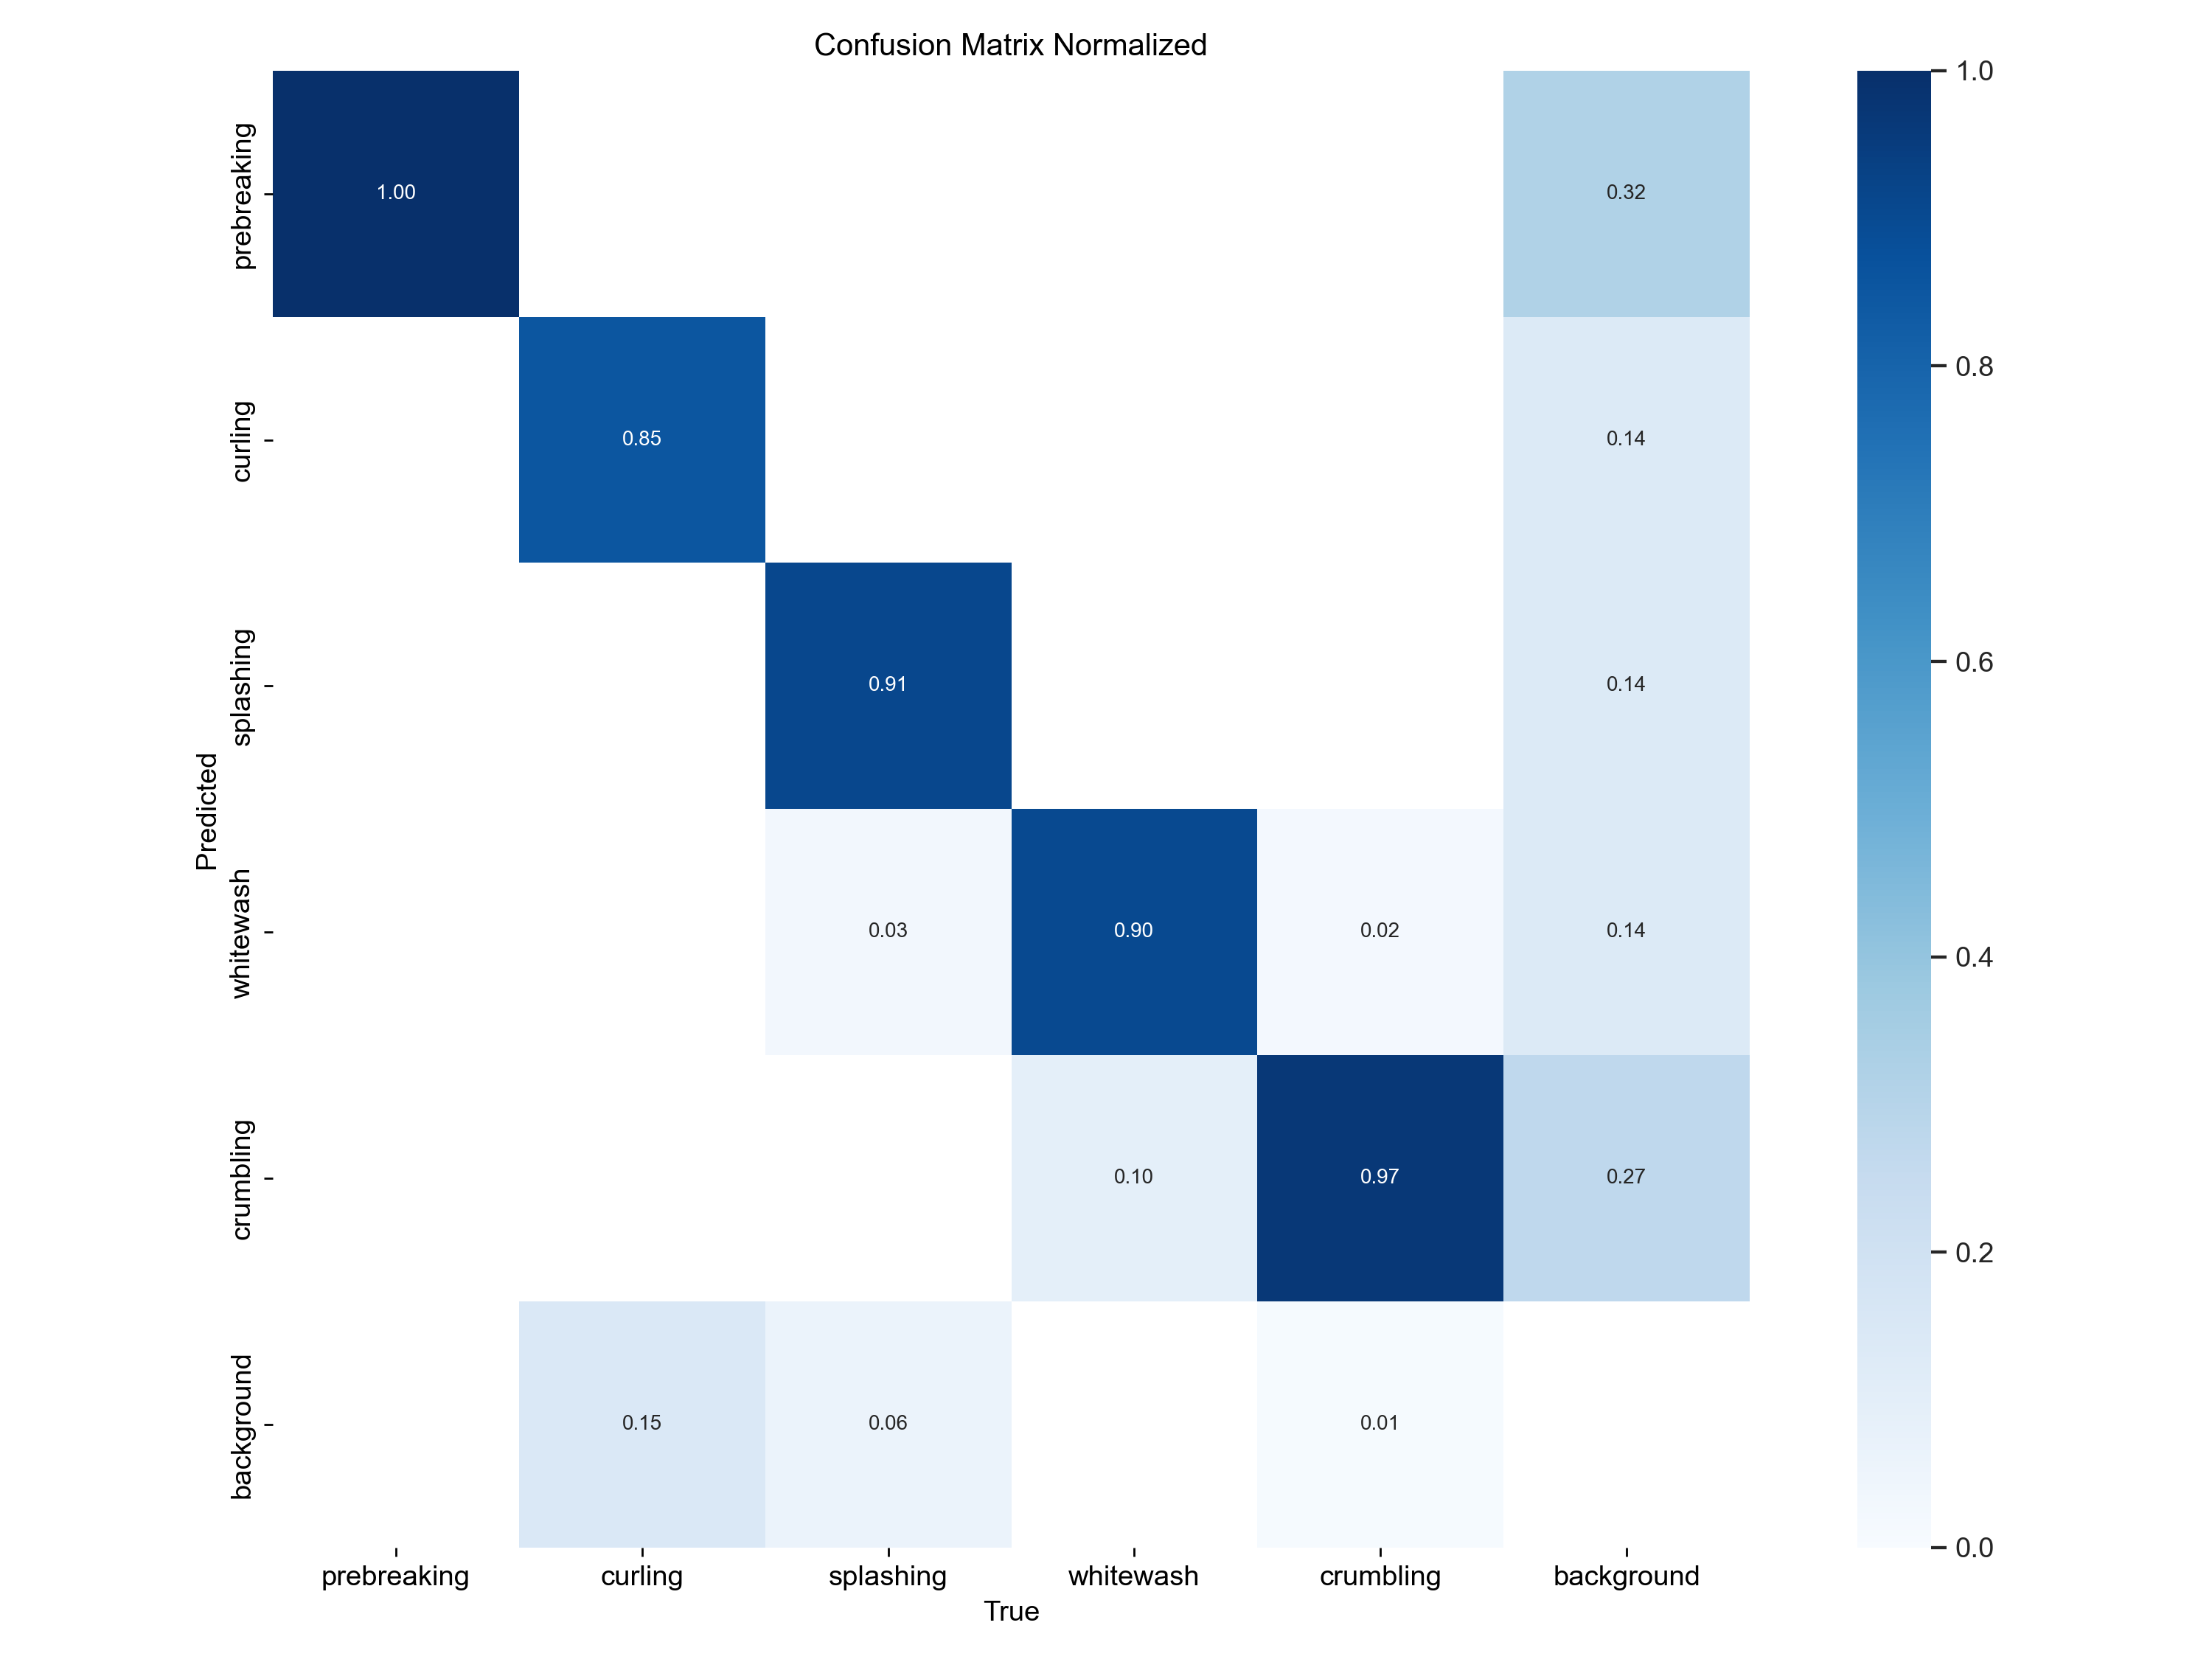 Confusion Matrix Normalized
1.0
prebreaking
1.00
0.32
0.8
curling
0.85
0.14
splashing
0.91
0.14
0.6
Predicted
whitewash
0.03
0.90
0.02
0.14
0.4
crumbling
0.10
0.97
0.27
0.2
background
0.15
0.06
0.01
0.0
prebreaking curling splashing whitewash crumbling background
True